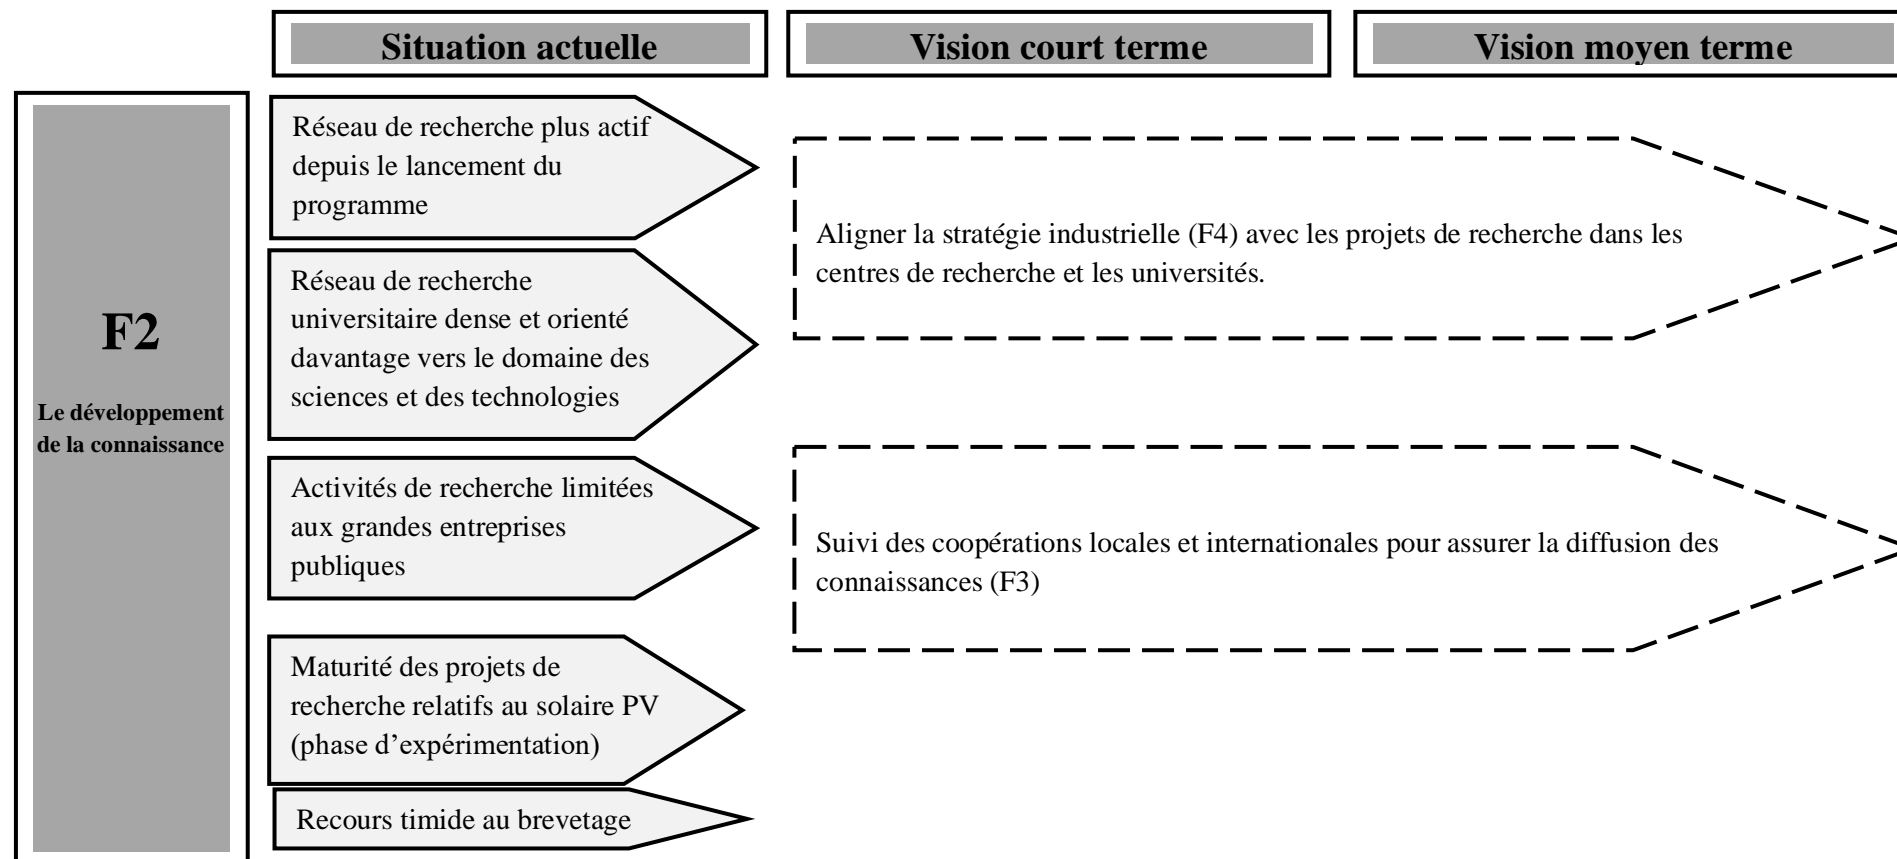 Situation actuelle
Vision court terme
Vision moyen terme
F2
Le développement
de la connaissance
Réseau de recherche plus actif
depuis le lancement du
programme
Réseau de recherche
universitaire dense et orienté
davantage vers le domaine des
sciences et des technologies
Activités de recherche limitées
aux grandes entreprises
publiques
Maturité des projets de
recherche relatifs au solaire PV
(phase d’expérimentation)
Recours timide au brevetage
Aligner la stratégie industrielle (F4) avec les projets de recherche dans les
centres de recherche et les universités.
Suivi des coopérations locales et internationales pour assurer la diffusion des
connaissances (F3)